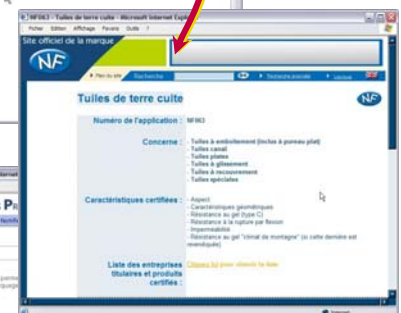 NF063 - Tuiles de terre cuite - Microsoft Internet Expl
Fichier Edition Affichage Favoris Outils ?
Site officiel de
la marque
NF
Plan du site Recherche Recherche avancée Lexique
Tuiles de terre cuite
NF
Numéro de l'application : NF063
Concerne : - Tuiles à emboîtement (inclus à pureau plat)
- Tuiles canal
- Tuiles plates
- Tuiles à glissement
- Tuiles à recouvrement
- Tuiles spéciales
Caractéristiques certifiées : - Aspect
- Caractéristiques géométriques
- Résistance au gel (type C)
- Résistance à la rupture par flexion
- Imperméabilité
- Résistance au gel "climat de montagne" (si cette dernière est
revendiquée)
Liste des entreprises
titulaires et produits
certifiés :
Cliquez ici pour obtenir la liste
Internet